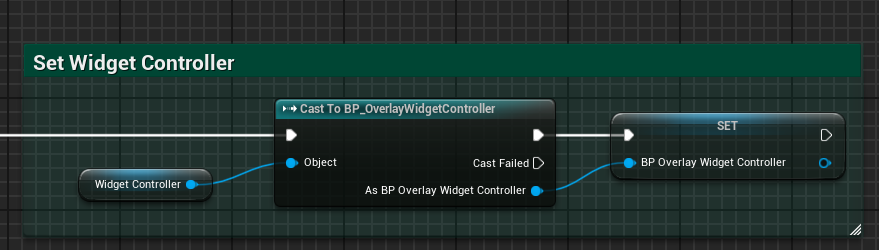 Set Widget Controller
Cast To BP_OverlayWidgetController
SET
Object
Cast Failed
BP Overlay Widget Controller
Widget Controller
As BP Overlay Widget Controller